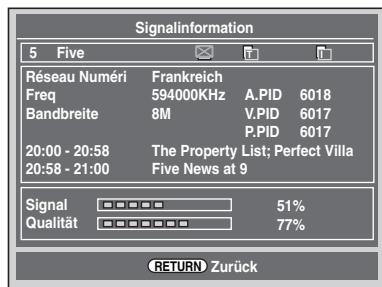 Signalinformation
5 Five
Réseau Numéri Frankreich
Freq 594000KHz A.PID 6018
Bandbreite 8M V.PID 6017
P.PID 6017
20:00 - 20:58 The Property List; Perfect Villa
20:58 - 21:00 Five News at 9
Signal 51%
Qualität 77%
RETURN Zurück